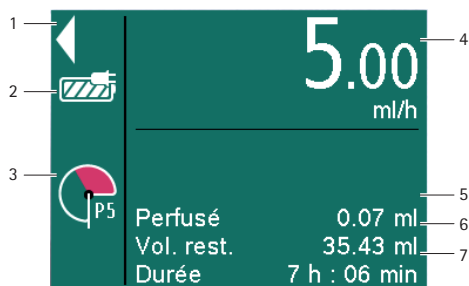 1
2
3
5.00
ml/h
4
P5
5
Perfusé 0.07 ml
6
Vol. rest. 35.43 ml
7
Durée 7 h : 06 min